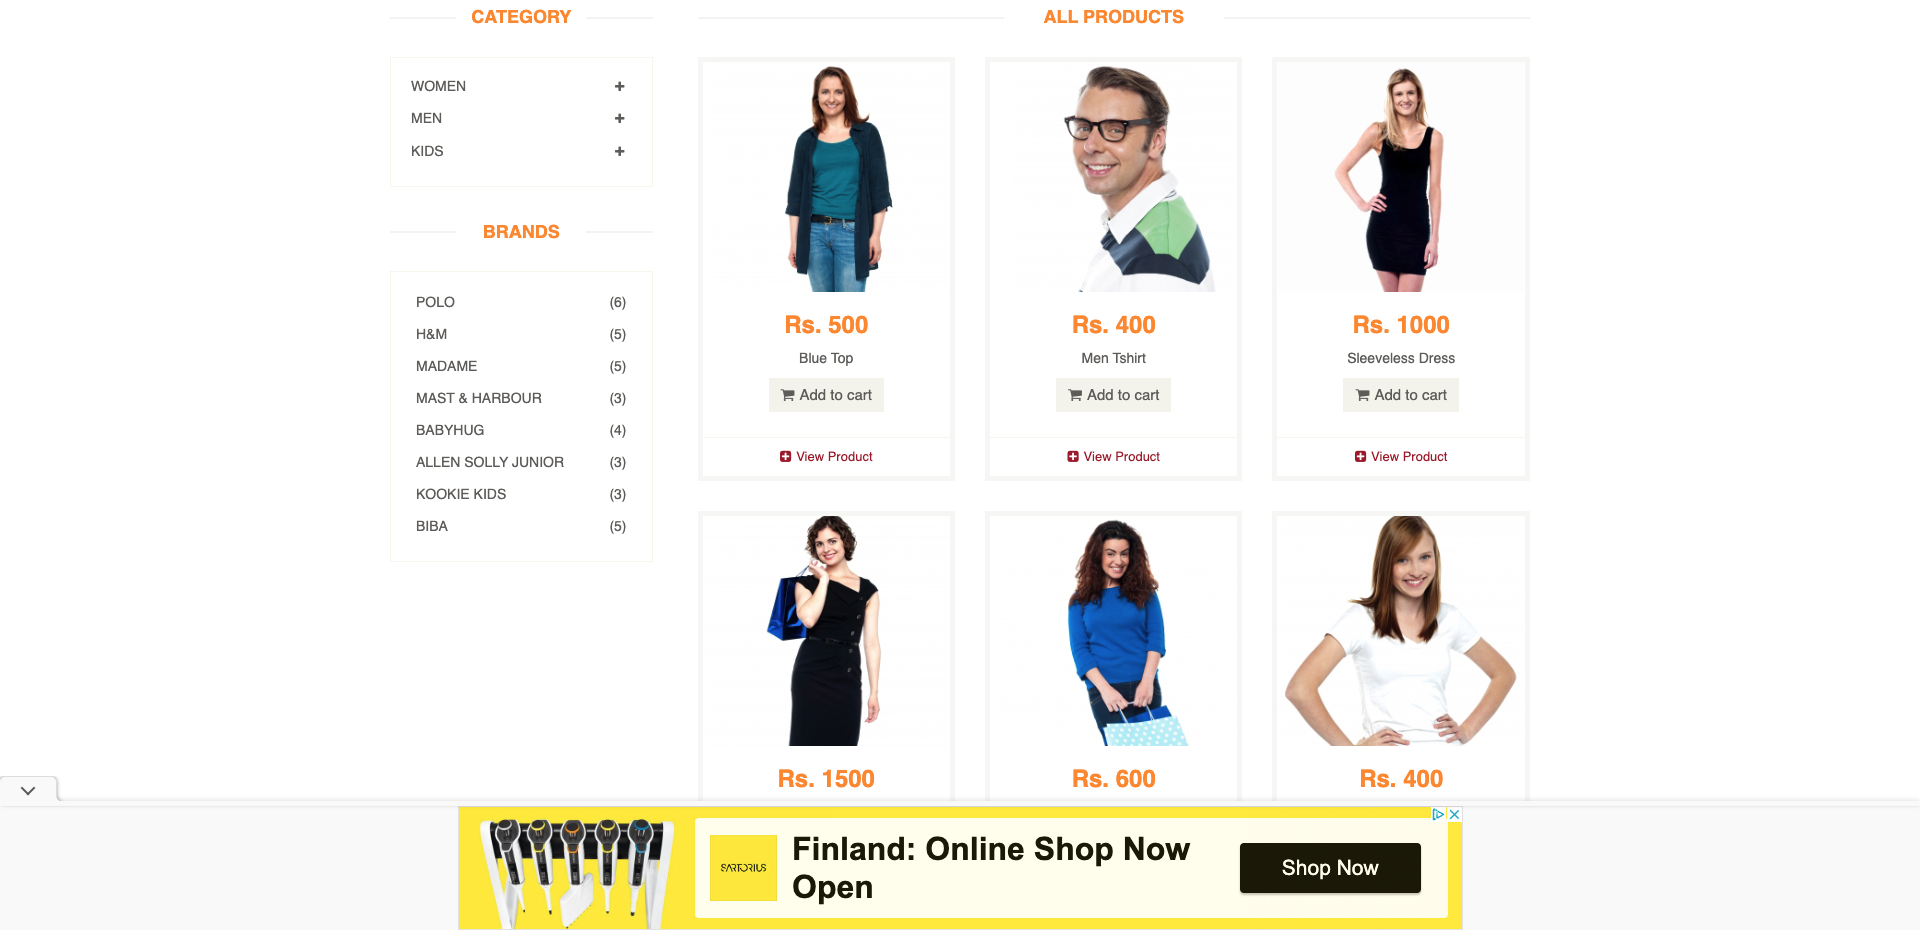 CATEGORY
WOMEN
MEN
KIDS
BRANDS
POLO (6)
H&M (5)
MADAME (5)
MAST & HARBOUR (3)
BABYHUG (4)
ALLEN SOLLY JUNIOR (3)
KOOKIE KIDS (3)
BIBA (5)
ALL PRODUCTS
Rs. 500
Blue Top
Add to cart
View Product
Rs. 400
Men Tshirt
Add to cart
View Product
Rs. 1000
Sleeveless Dress
Add to cart
View Product
Rs. 1500
Rs. 600
Rs. 400
SARTORIUS
Finland: Online Shop Now
Open
Shop Now